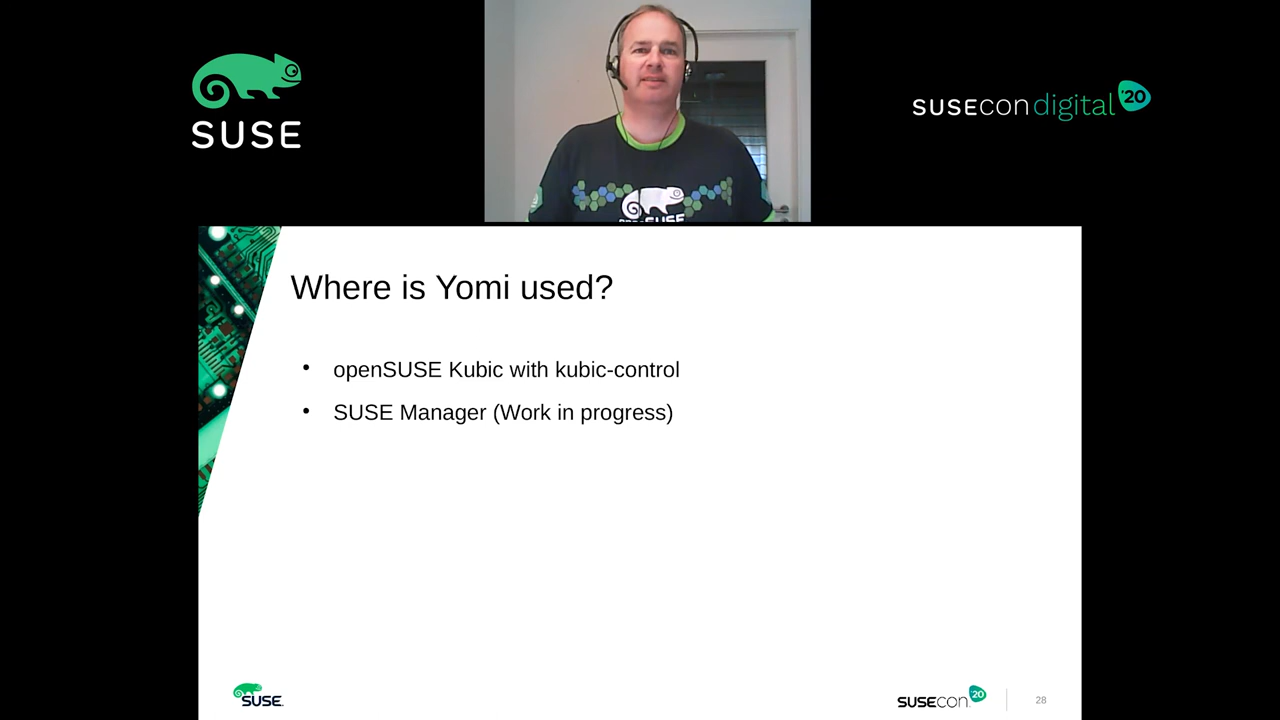 SUSE
SUSECON digital '20
openSUSE
Where is Yomi used?
• openSUSE Kubic with kubic-control
• SUSE Manager (Work in progress)
SUSE
SUSECON '20
28